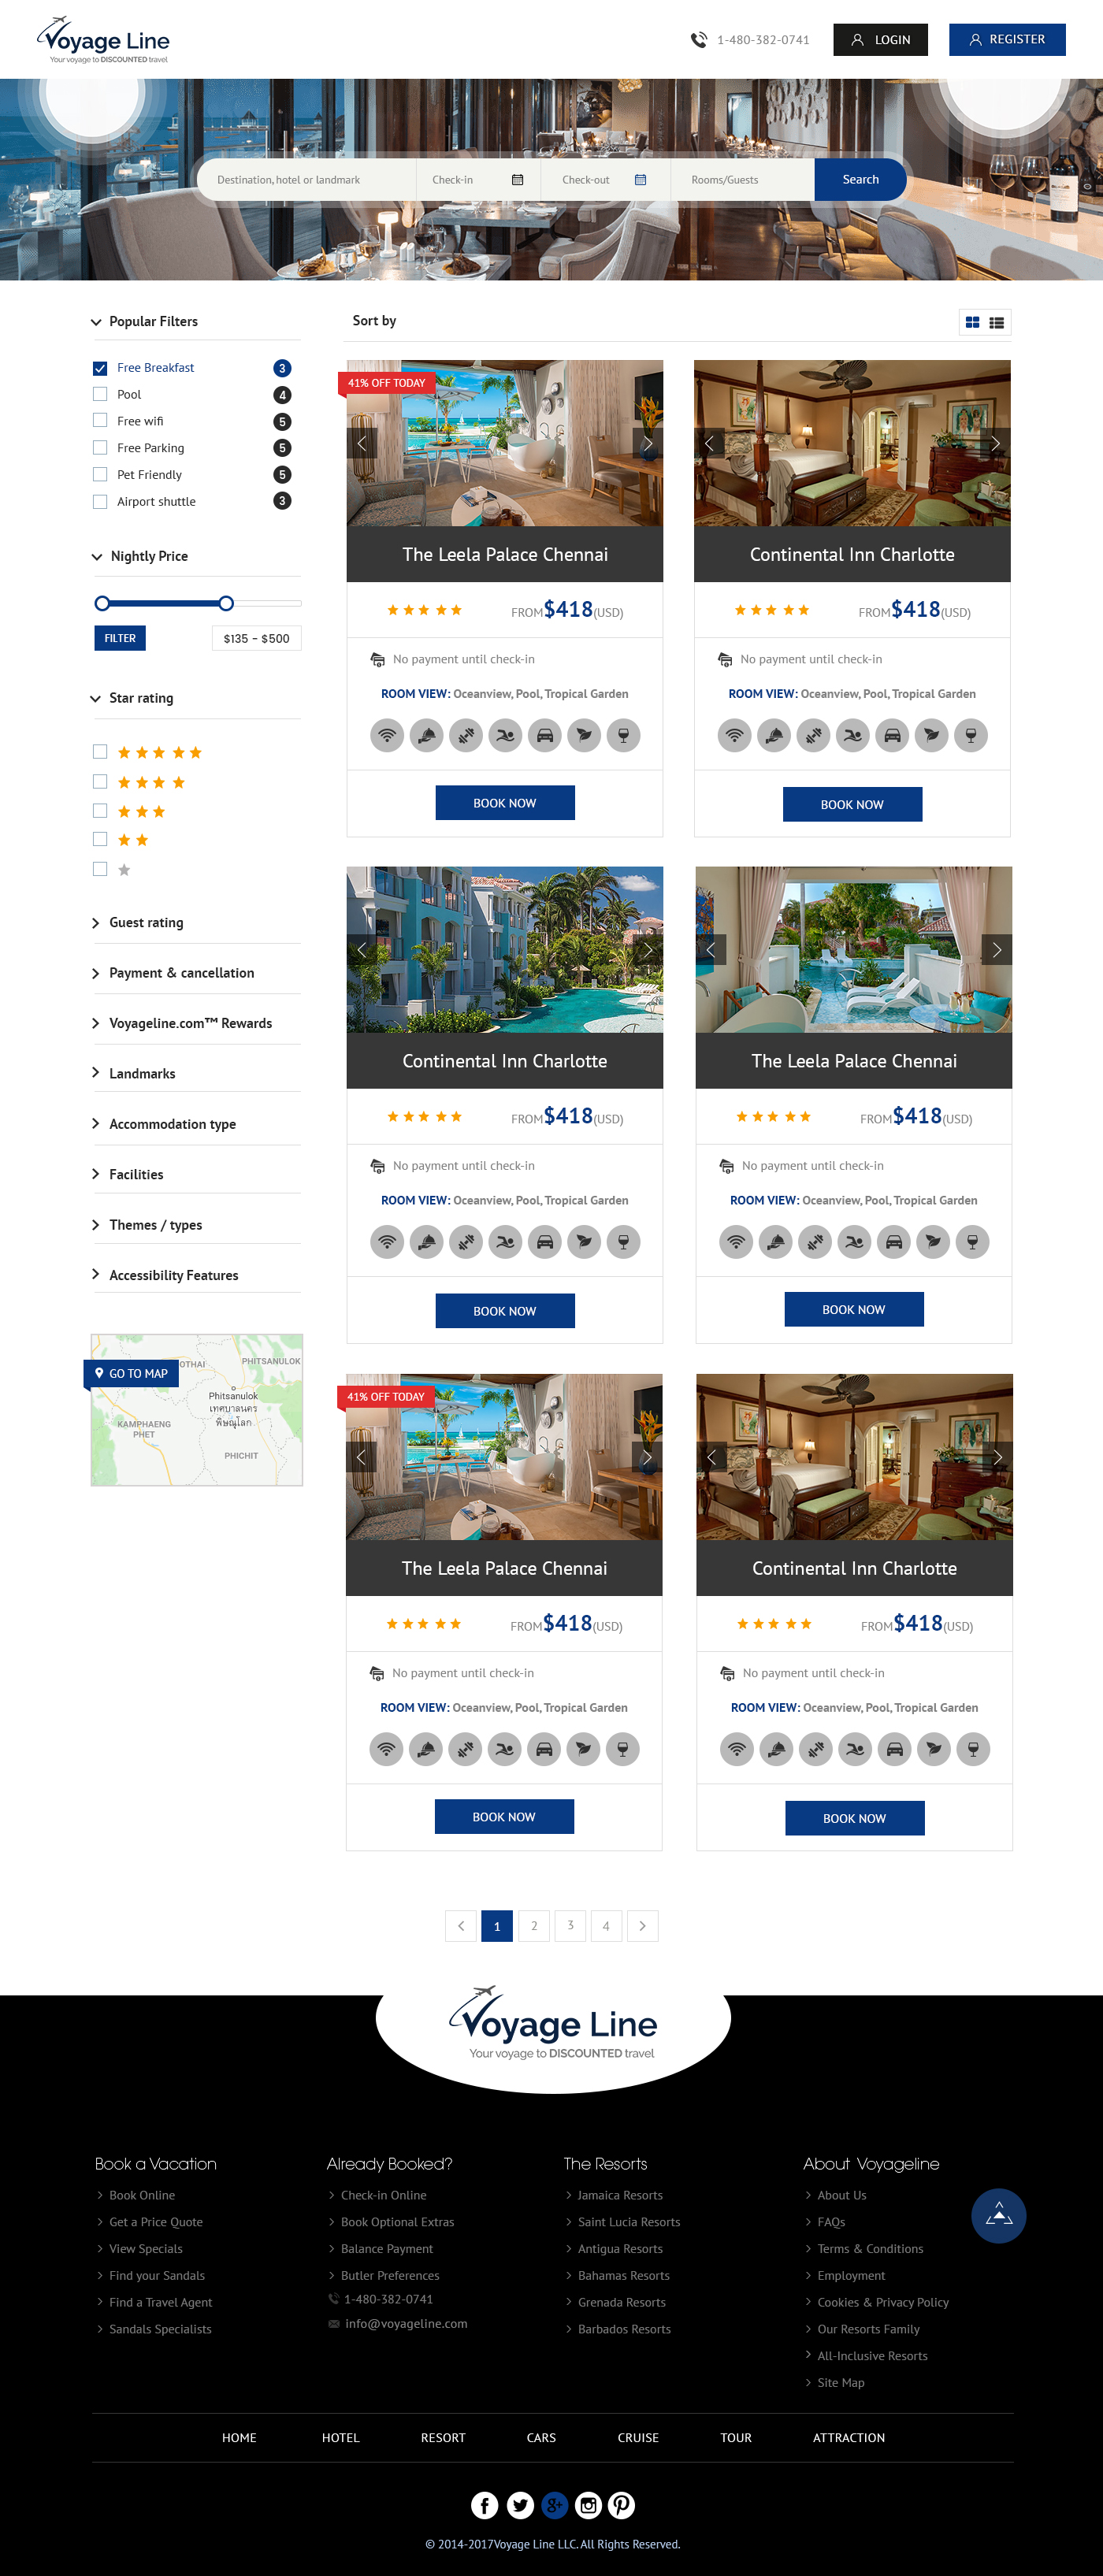 Voyage Line
Your voyage to DISCOUNTED travel
1-480-382-0741
LOGIN
REGISTER
Destination, hotel or landmark
Check-in
Check-out
Rooms/Guests
Search
Popular Filters
Free Breakfast 3
Pool 4
Free wifi 5
Free Parking 5
Pet Friendly 5
Airport shuttle 3
Nightly Price
FILTER
$135 - $500
Star rating
Guest rating
Payment & cancellation
Voyageline.com™ Rewards
Landmarks
Accommodation type
Facilities
Themes / types
Accessibility Features
GO TO MAP
OTHAI
PHITSANULOK
Phitsanulok
เทศบาลนคร
พิษณุโลก
KAMPHAENG
PHET
PHICHIT
Sort by
41% OFF TODAY
The Leela Palace Chennai
FROM$418(USD)
No payment until check-in
ROOM VIEW: Oceanview, Pool, Tropical Garden
BOOK NOW
Continental Inn Charlotte
FROM$418(USD)
No payment until check-in
ROOM VIEW: Oceanview, Pool, Tropical Garden
BOOK NOW
Continental Inn Charlotte
FROM$418(USD)
No payment until check-in
ROOM VIEW: Oceanview, Pool, Tropical Garden
BOOK NOW
The Leela Palace Chennai
FROM$418(USD)
No payment until check-in
ROOM VIEW: Oceanview, Pool, Tropical Garden
BOOK NOW
41% OFF TODAY
The Leela Palace Chennai
FROM$418(USD)
No payment until check-in
ROOM VIEW: Oceanview, Pool, Tropical Garden
BOOK NOW
Continental Inn Charlotte
FROM$418(USD)
No payment until check-in
ROOM VIEW: Oceanview, Pool, Tropical Garden
BOOK NOW
1 2 3 4
Voyage Line
Your voyage to DISCOUNTED travel
Book a Vacation
Book Online
Get a Price Quote
View Specials
Find your Sandals
Find a Travel Agent
Sandals Specialists
Already Booked?
Check-in Online
Book Optional Extras
Balance Payment
Butler Preferences
1-480-382-0741
info@voyageline.com
The Resorts
Jamaica Resorts
Saint Lucia Resorts
Antigua Resorts
Bahamas Resorts
Grenada Resorts
Barbados Resorts
About Voyageline
About Us
FAQs
Terms & Conditions
Employment
Cookies & Privacy Policy
Our Resorts Family
All-Inclusive Resorts
Site Map
HOME HOTEL RESORT CARS CRUISE TOUR ATTRACTION
© 2014-2017Voyage Line LLC. All Rights Reserved.